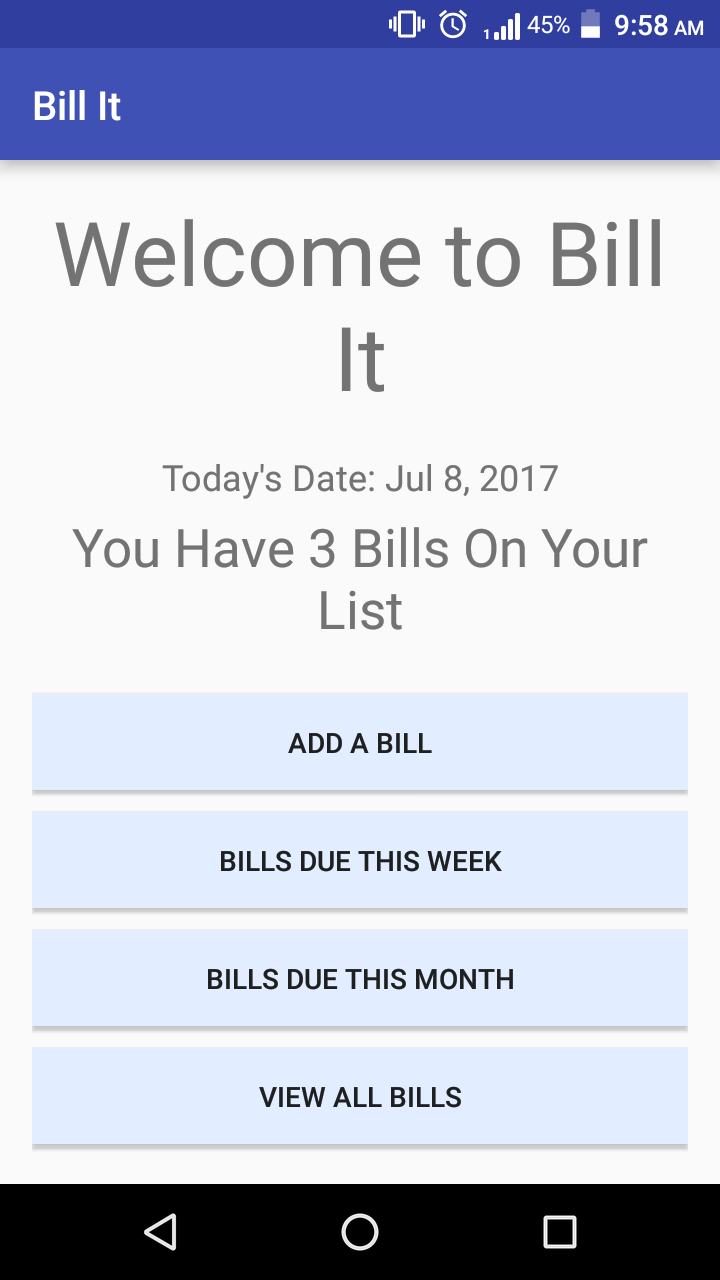 1 45% 9:58 AM
Bill It
Welcome to Bill
It
Today's Date: Jul 8, 2017
You Have 3 Bills On Your
List
ADD A BILL
BILLS DUE THIS WEEK
BILLS DUE THIS MONTH
VIEW ALL BILLS